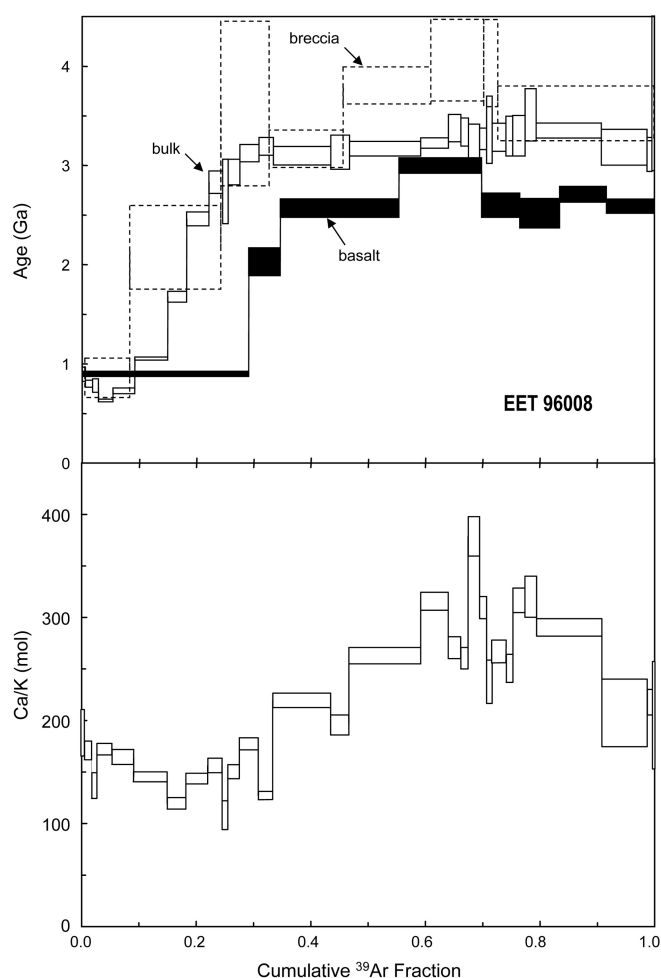 4
breccia
bulk
3
Age (Ga)
2
basalt
1
EET 96008
0
400
300
Ca/K (mol)
200
100
0
0.0 0.2 0.4 0.6 0.8 1.0
Cumulative ³⁹Ar Fraction